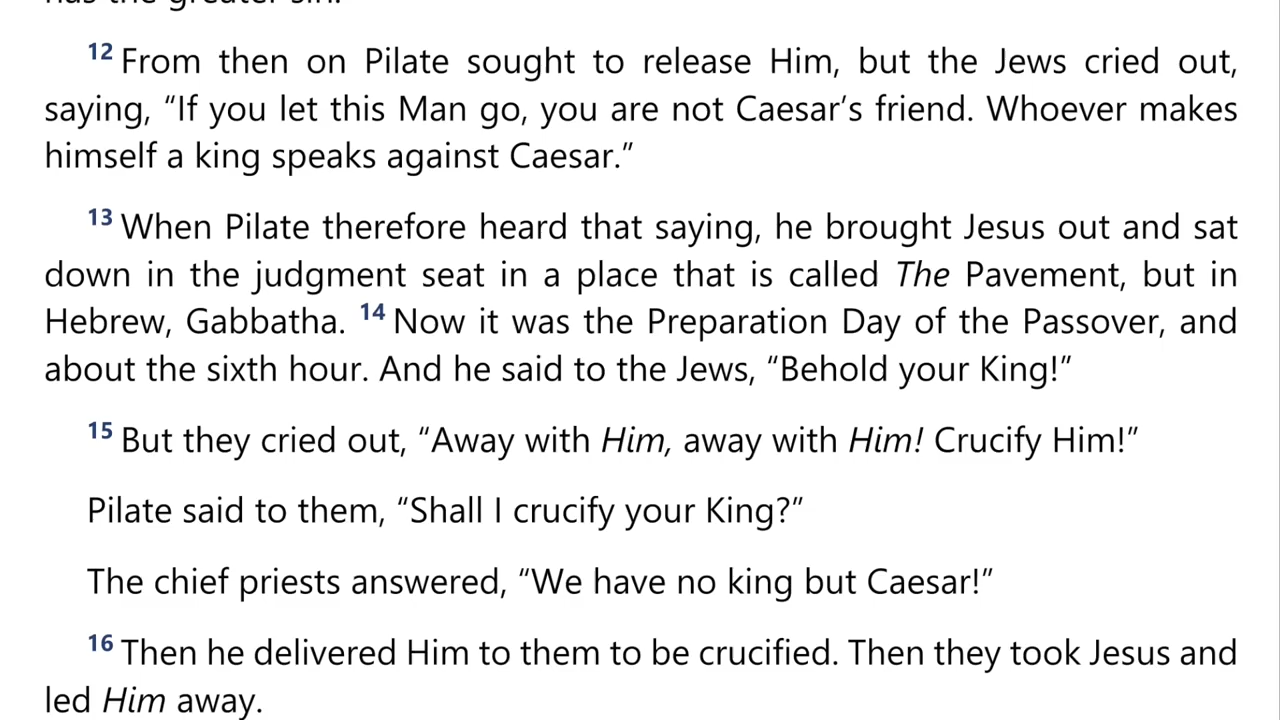 has the greater sin.”
12 From then on Pilate sought to release Him, but the Jews cried out,
saying, “If you let this Man go, you are not Caesar’s friend. Whoever makes
himself a king speaks against Caesar.”
13 When Pilate therefore heard that saying, he brought Jesus out and sat
down in the judgment seat in a place that is called The Pavement, but in
Hebrew, Gabbatha. 14 Now it was the Preparation Day of the Passover, and
about the sixth hour. And he said to the Jews, “Behold your King!”
15 But they cried out, “Away with Him, away with Him! Crucify Him!”
Pilate said to them, “Shall I crucify your King?”
The chief priests answered, “We have no king but Caesar!”
16 Then he delivered Him to them to be crucified. Then they took Jesus and
led Him away.